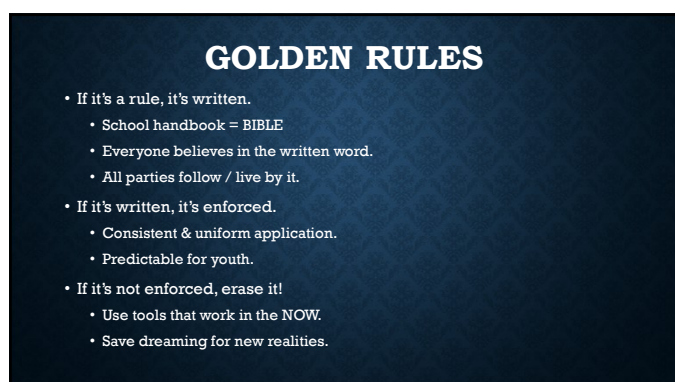 GOLDEN RULES
• If it's a rule, it's written.
• School handbook = BIBLE
• Everyone believes in the written word.
• All parties follow / live by it.
• If it's written, it's enforced.
• Consistent & uniform application.
• Predictable for youth.
• If it's not enforced, erase it!
• Use tools that work in the NOW.
• Save dreaming for new realities.